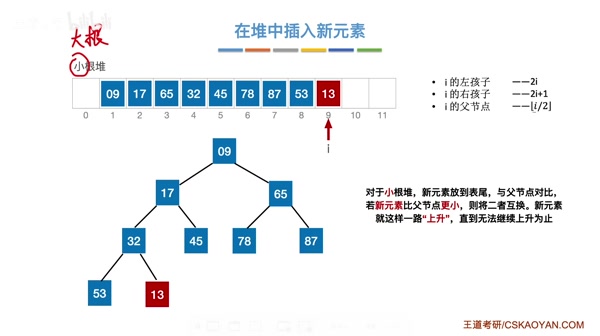 大根
在堆中插入新元素
小根堆
09 17 65 32 45 78 87 53 13
0 1 2 3 4 5 6 7 8 9 10 11
i
• i 的左孩子 ——2i
• i 的右孩子 ——2i+1
• i 的父节点 ——⌊i/2⌋
09
17 65
32 45 78 87
53 13
对于小根堆，新元素放到表尾，与父节点对比，
若新元素比父节点更小，则将二者互换。新元素
就这样一路“上升”，直到无法继续上升为止
王道考研/CSKAOYAN.COM